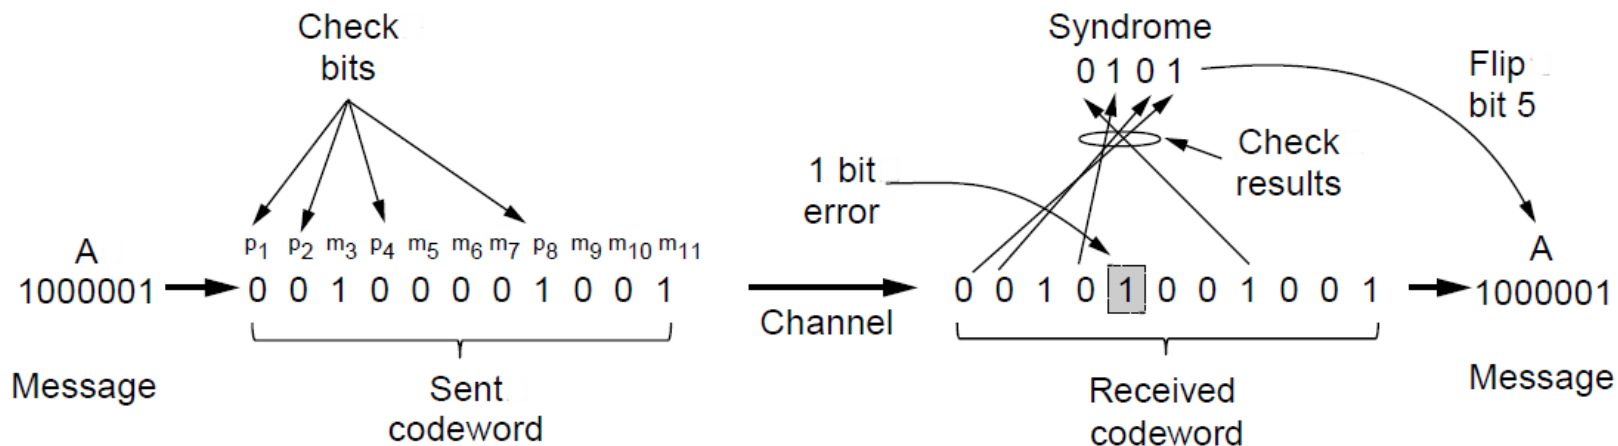 Check
bits
A
1000001
Message
p1 p2 m3 p4 m5 m6 m7 p8 m9 m10 m11
0 0 1 0 0 0 0 1 0 0 1
Sent
codeword
Channel
1 bit
error
Syndrome
0 1 0 1
Check
results
0 0 1 0 1 0 0 1 0 0 1
Received
codeword
Flip
bit 5
A
1000001
Message